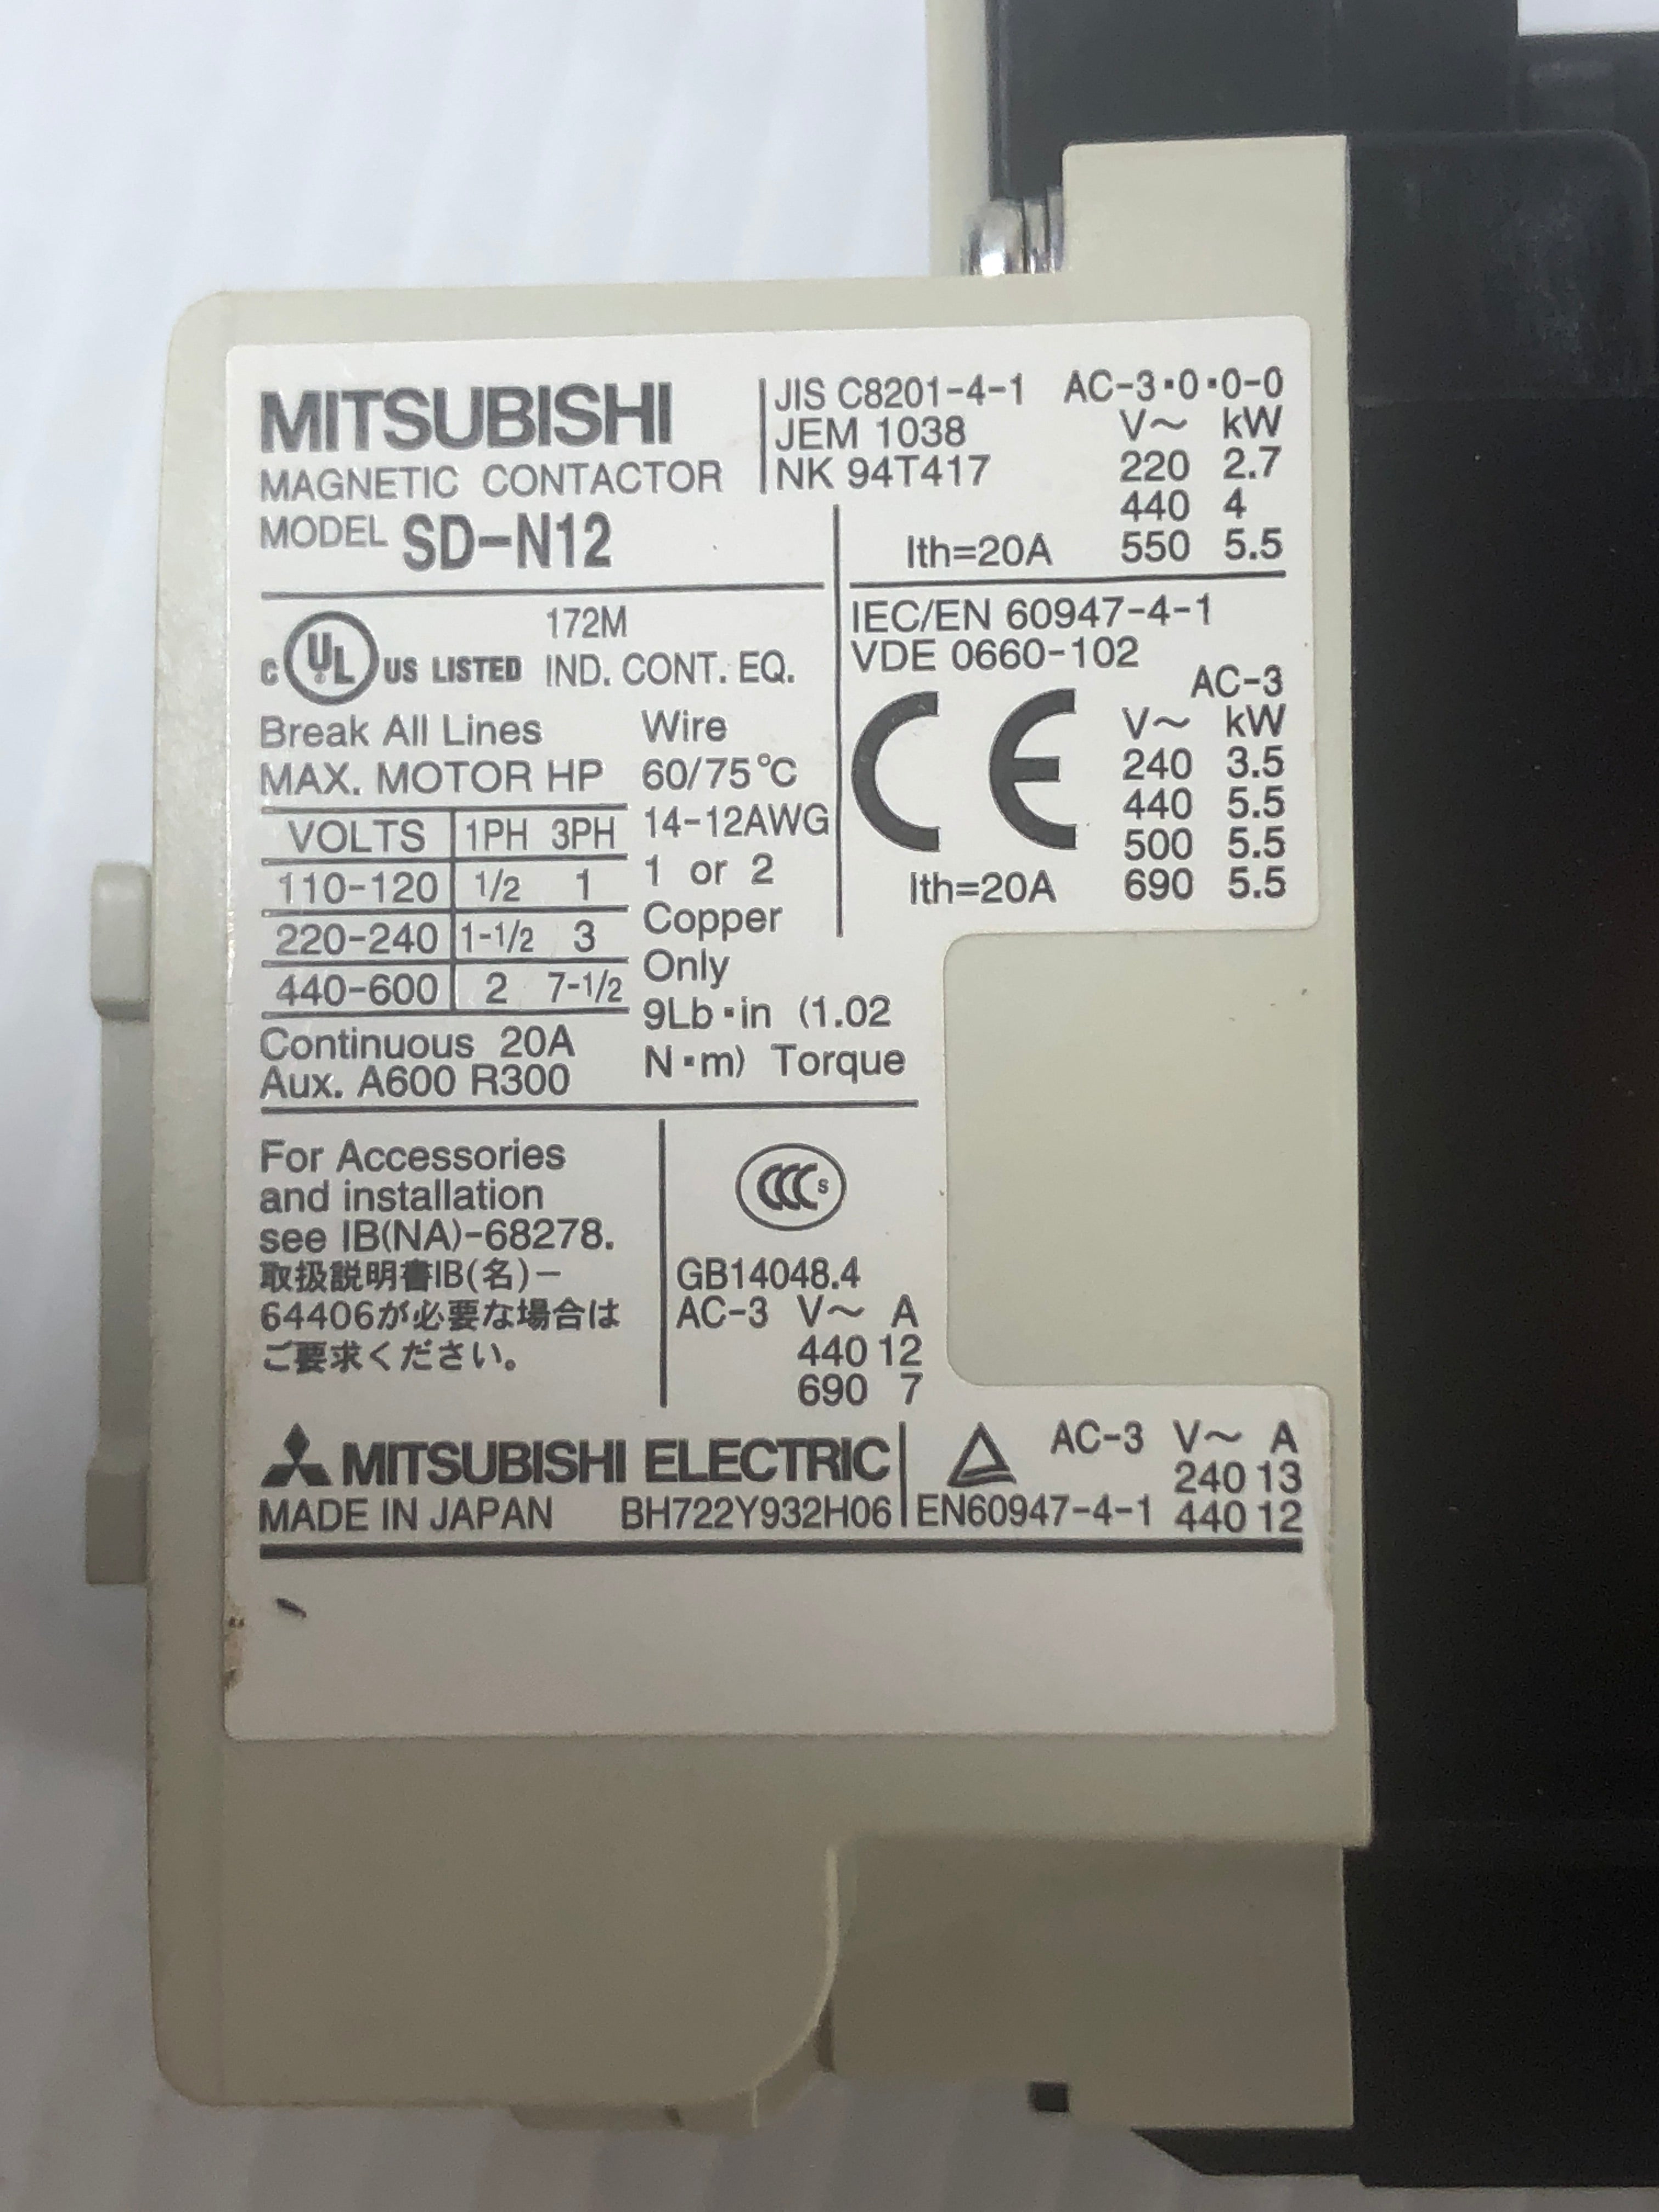 MITSUBISHI
MAGNETIC CONTACTOR
MODEL SD-N12
JIS C8201-4-1 AC-3▪0▪0-0
JEM 1038 V~ kW
NK 94T417 220 2.7
440 4
Ith=20A 550 5.5
172M
C UL US LISTED IND. CONT. EQ.
Break All Lines
MAX. MOTOR HP
VOLTS 1PH 3PH
110-120 1/2 1
220-240 1-1/2 3
440-600 2 7-1/2
Continuous 20A
Aux. A600 R300
Wire
60/75℃
14-12AWG
1 or 2
Copper
Only
9Lb▪in (1.02
N▪m) Torque
IEC/EN 60947-4-1
VDE 0660-102
AC-3
CE V~ kW
240 3.5
440 5.5
500 5.5
Ith=20A 690 5.5
For Accessories
and installation
see IB(NA)-68278.
取扱説明書IB(名)-
64406が必要な場合は
ご要求ください。
CCC S
GB14048.4
AC-3 V~ A
440 12
690 7
MITSUBISHI ELECTRIC
MADE IN JAPAN BH722Y932H06
AC-3 V~ A
240 13
EN60947-4-1 440 12